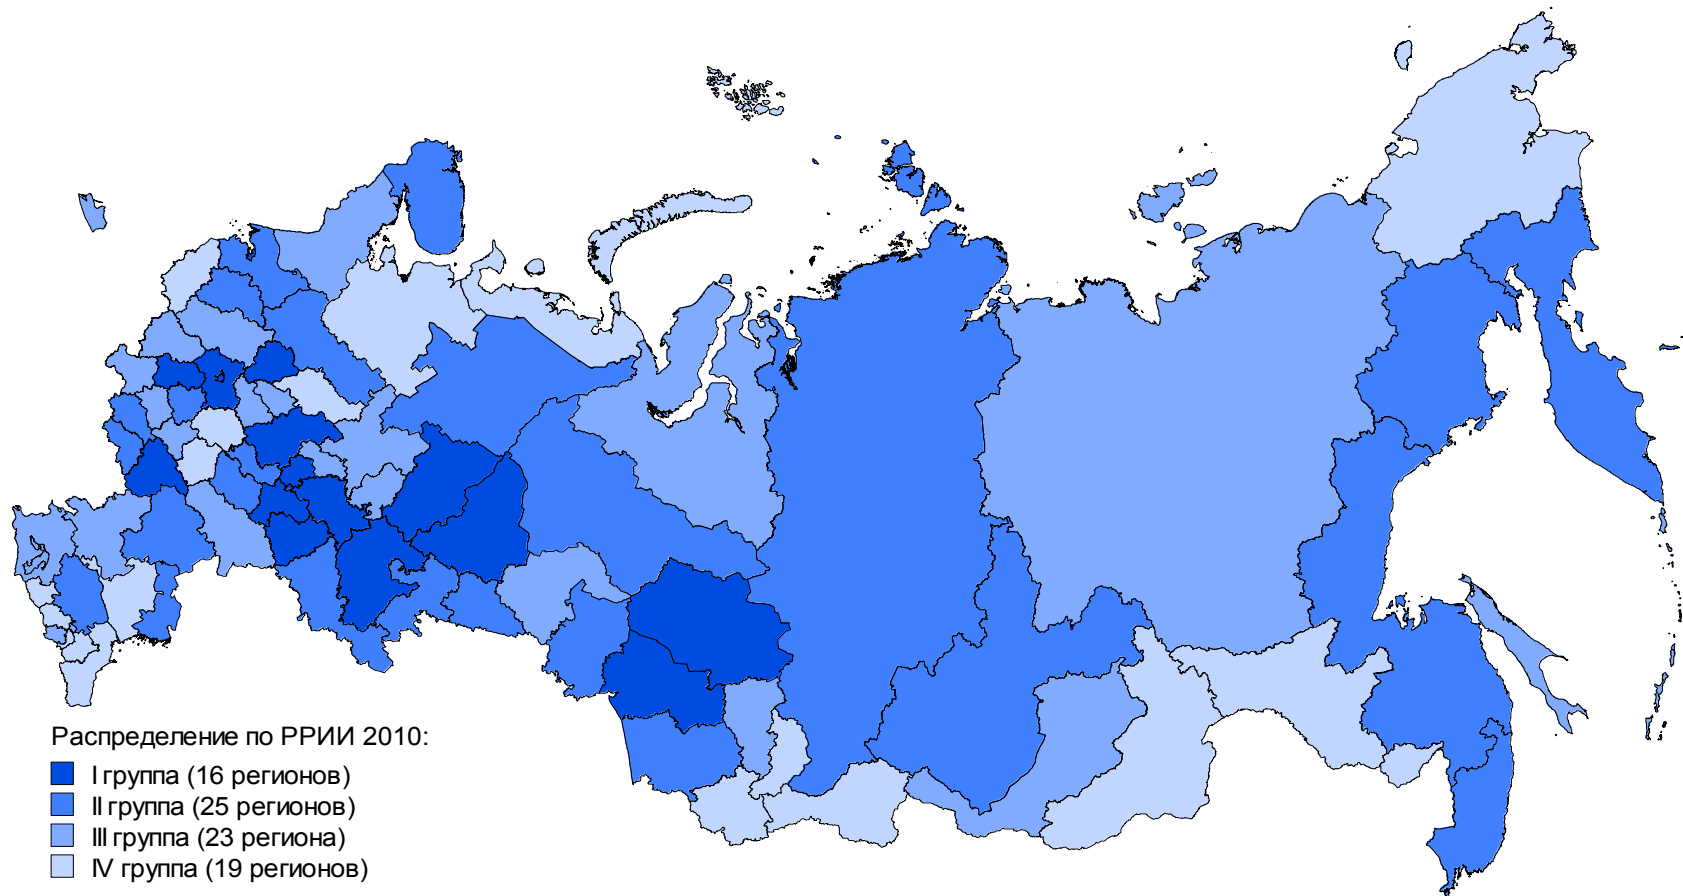 Распределение по РРИИ 2010:
I группа (16 регионов)
II группа (25 регионов)
III группа (23 региона)
IV группа (19 регионов)